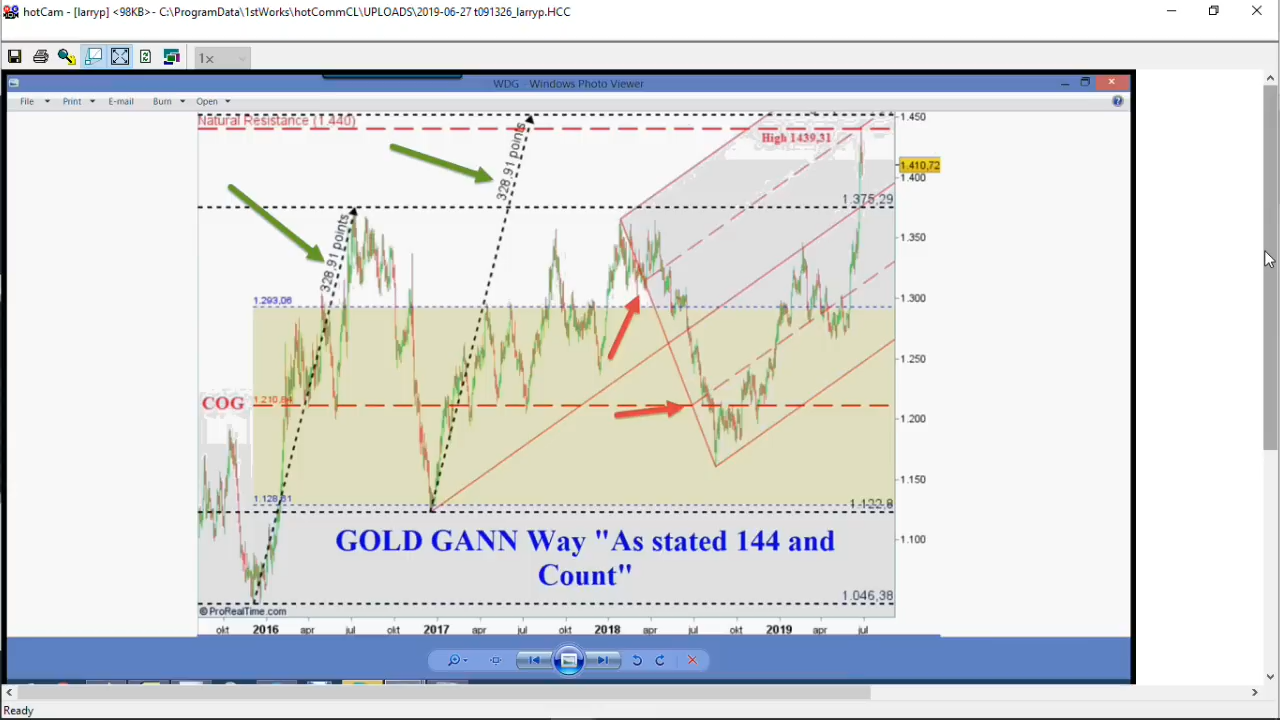 hotCam - [larryp] <98KB>- C:\ProgramData\1stWorks\hotCommCL\UPLOADS\2019-06-27 t091326_larryp.HCC
1x
WDG - Windows Photo Viewer
File Print E-mail Burn Open
Natural Resistance (1.440)
High 1439,31
1.450
1.410,72
1.400
1.375,29
1.350
1.300
1.250
1.200
1.150
1.100
328,91 points
328,91 points
1.293,06
COG
1.128,61
1.122,8
GOLD GANN Way "As stated 144 and
Count"
1.046,38
© ProRealTime.com
okt 2016 apr jul okt 2017 apr jul okt 2018 apr jul okt 2019 apr jul
Ready